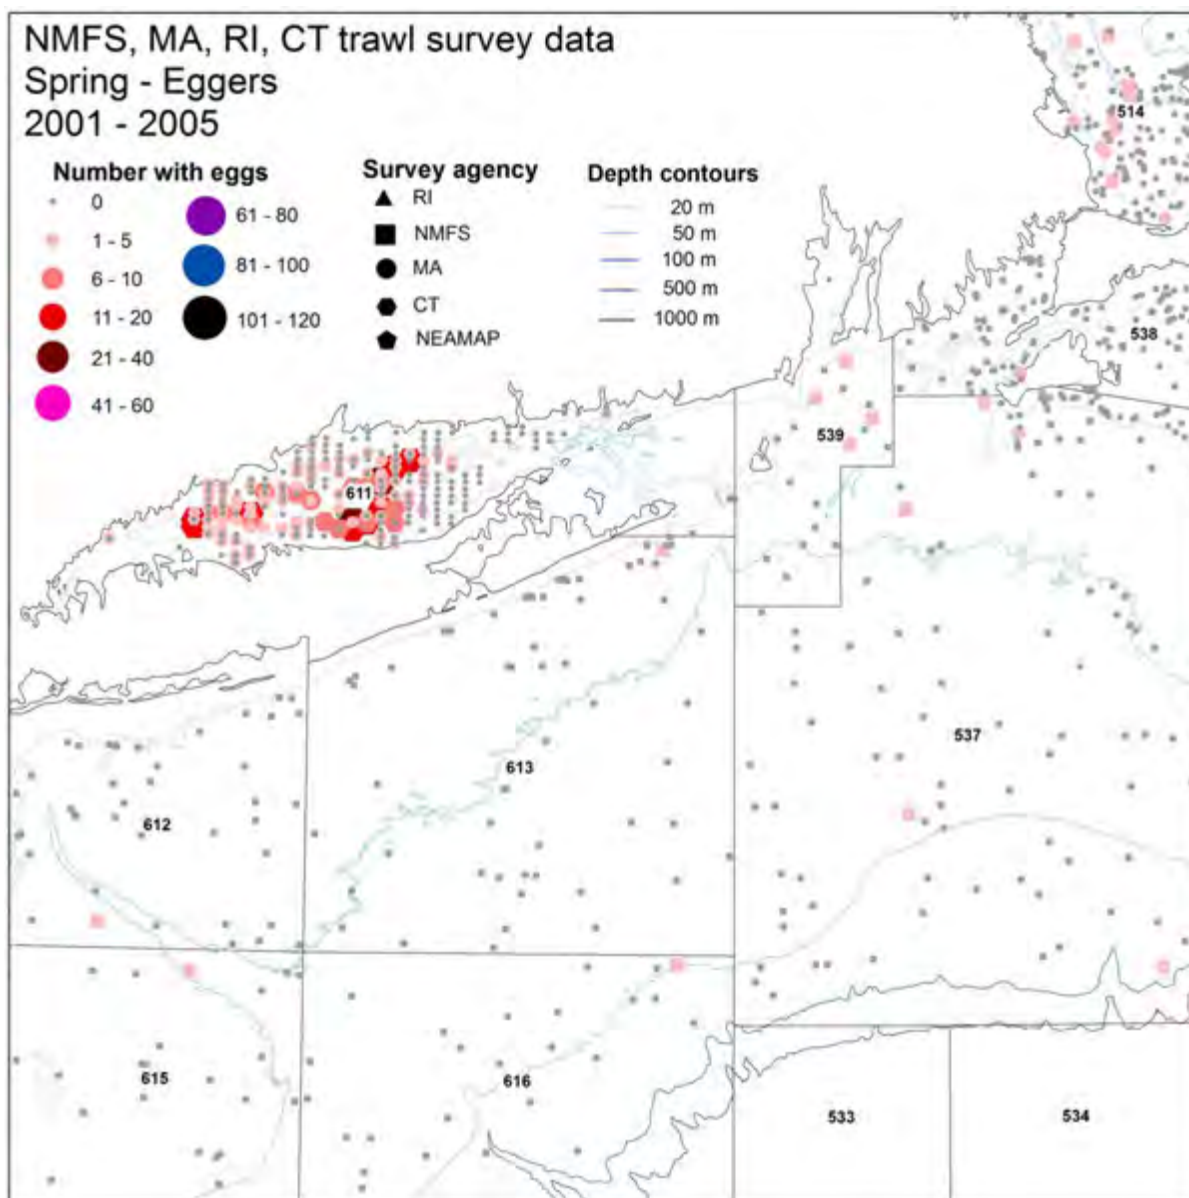 NMFS, MA, RI, CT trawl survey data
Spring - Eggers
2001 - 2005
Number with eggs
0
1 - 5
6 - 10
11 - 20
21 - 40
41 - 60
61 - 80
81 - 100
101 - 120
Survey agency
RI
NMFS
MA
CT
NEAMAP
Depth contours
20 m
50 m
100 m
500 m
1000 m
514
538
539
611
537
613
612
615
616
533
534